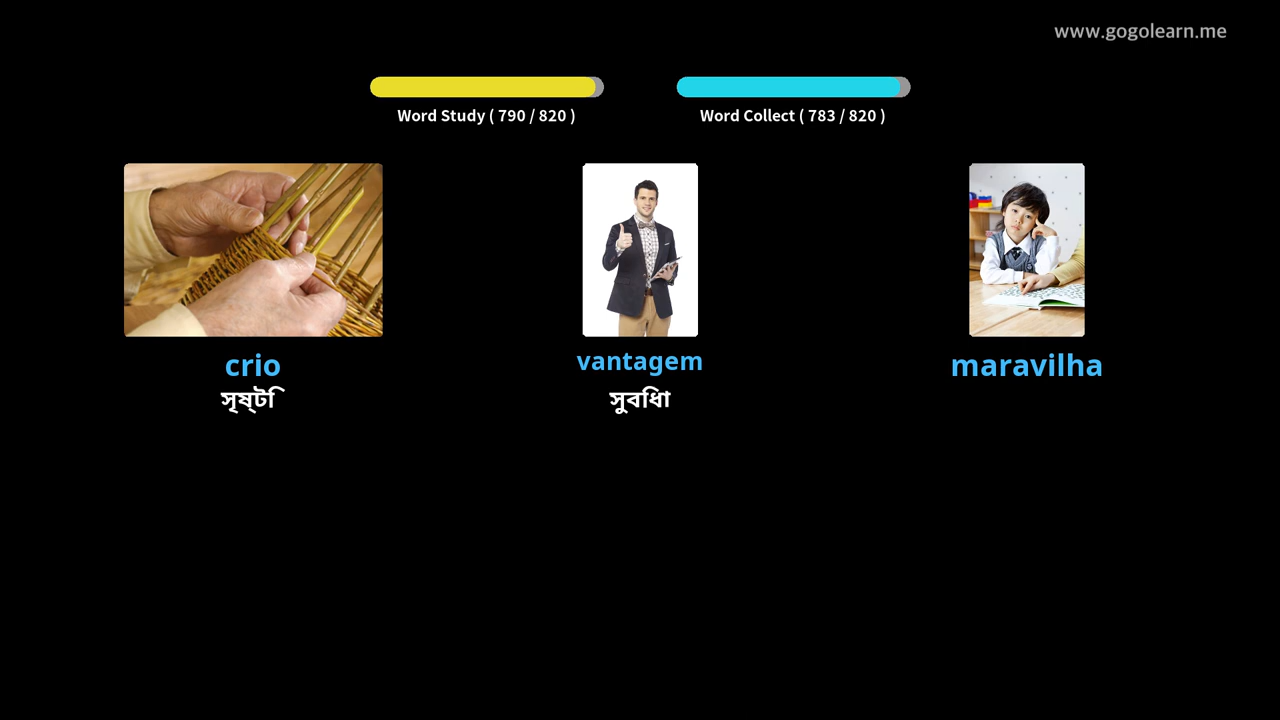 www.gogolearn.me
Word Study ( 790 / 820 )
Word Collect ( 783 / 820 )
crio
সৃষ্টি
vantagem
সুবিধা
maravilha